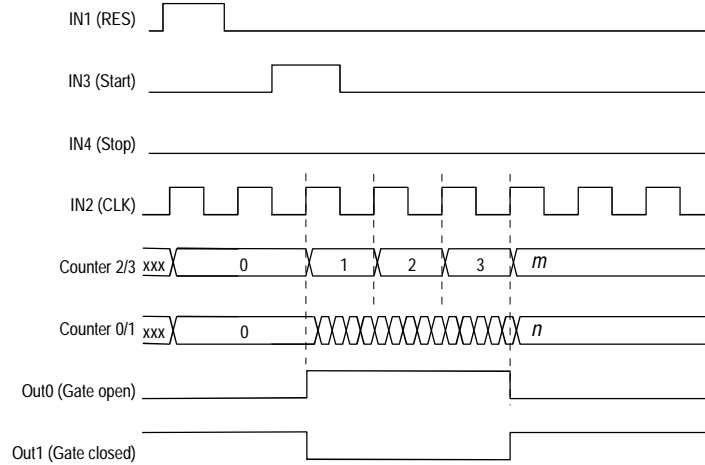 IN1 (RES)
IN3 (Start)
IN4 (Stop)
IN2 (CLK)
Counter 2/3 xxx 0 1 2 3 m
Counter 0/1 xxx 0 n
Out0 (Gate open)
Out1 (Gate closed)